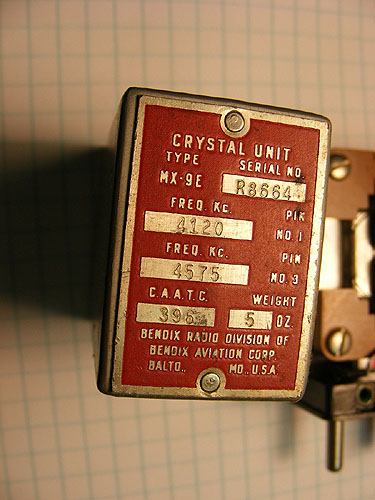 CRYSTAL UNIT
TYPE SERIAL NO.
MX-9E R8664
FREQ. Kc. PIN
4120 NO. 1
FREQ. Kc. PIN
4575 NO. 3
C.A.A.T.C. WEIGHT
396 5 OZ.
BENDIX RADIO DIVISION OF
BENDIX AVIATION CORP.
BALTO., MD., U.S.A.